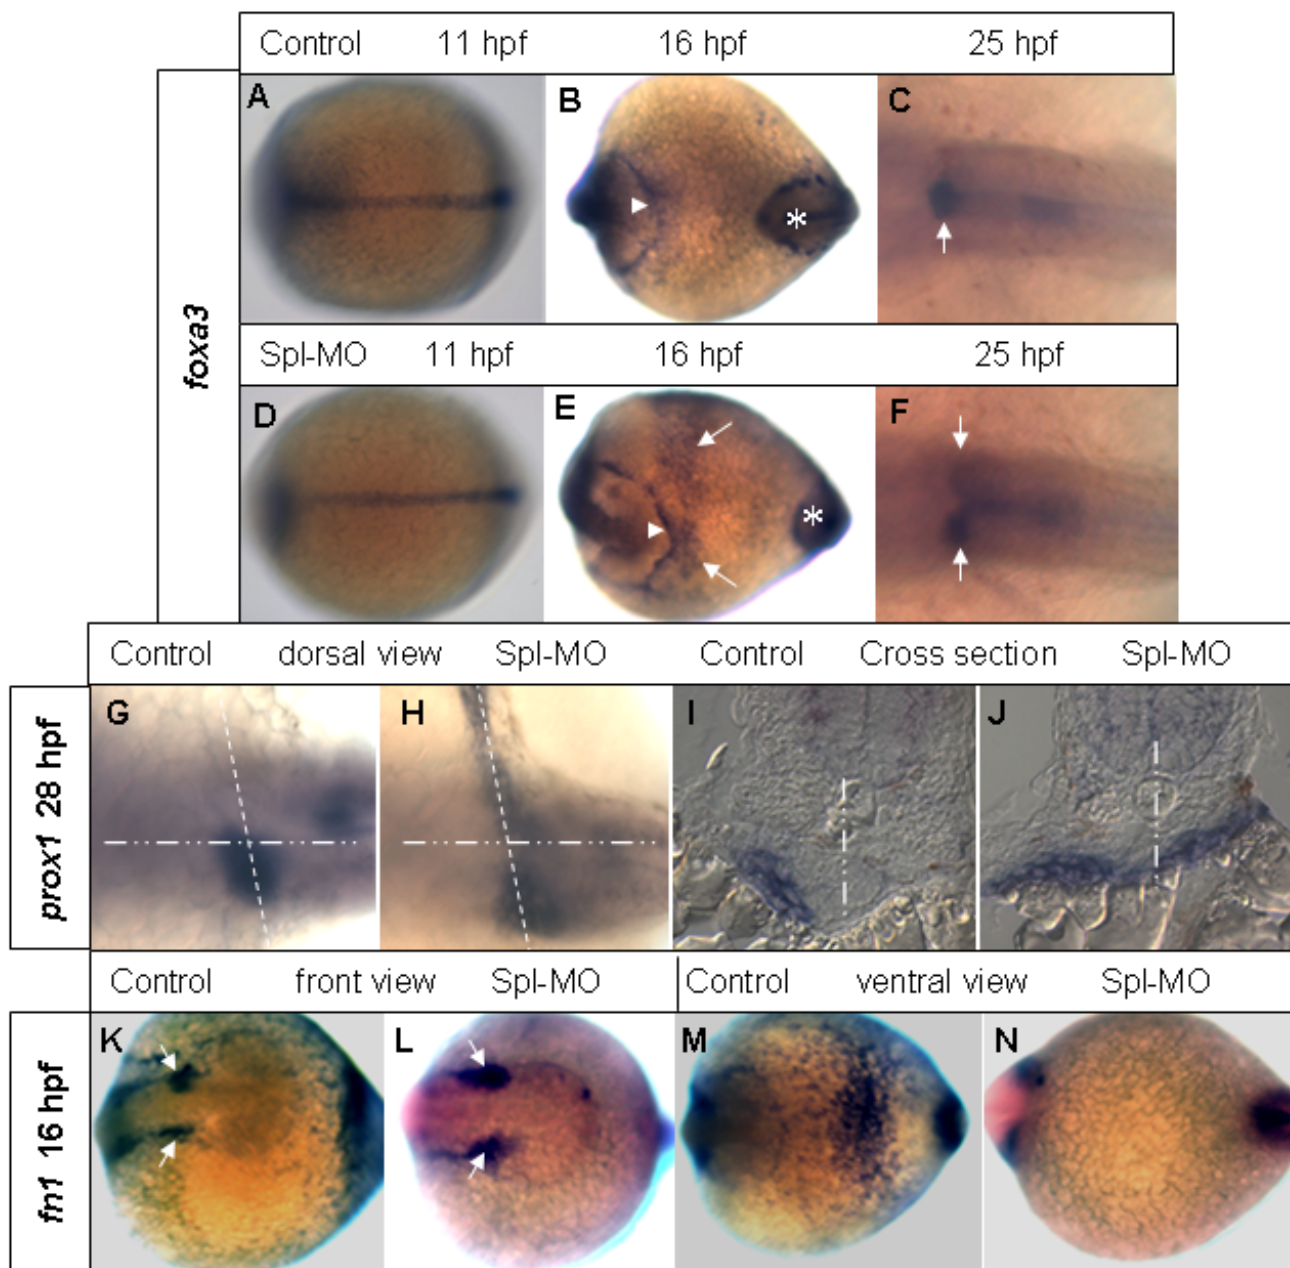 Control 11 hpf 16 hpf 25 hpf
A B C
*
foxa3
Spl-MO 11 hpf 16 hpf 25 hpf
D E F
*
Control dorsal view Spl-MO Control Cross section Spl-MO
prox1 28 hpf
G H I J
Control front view Spl-MO Control ventral view Spl-MO
fn1 16 hpf
K L M N